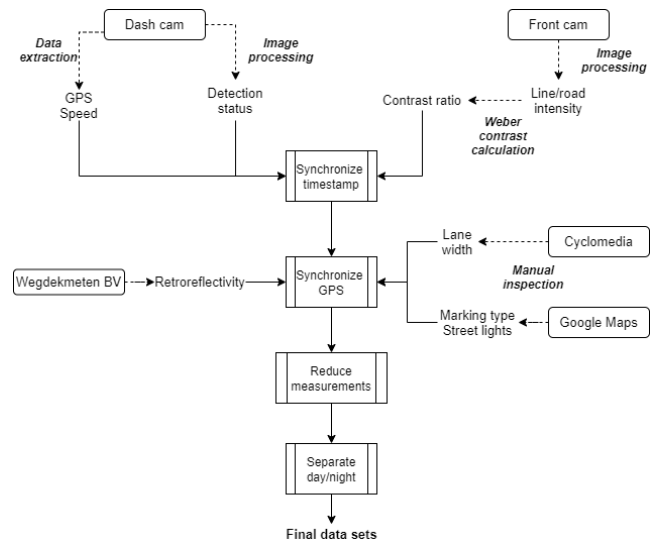 Dash cam
Front cam
Data
extraction
Image
processing
Image
processing
GPS
Speed
Detection
status
Contrast ratio
Line/road
intensity
Weber
contrast
calculation
Synchronize
timestamp
Lane
width
Cyclomedia
Wegdekmeten BV
Retroreflectivity
Synchronize
GPS
Manual
inspection
Marking type
Street lights
Google Maps
Reduce
measurements
Separate
day/night
Final data sets